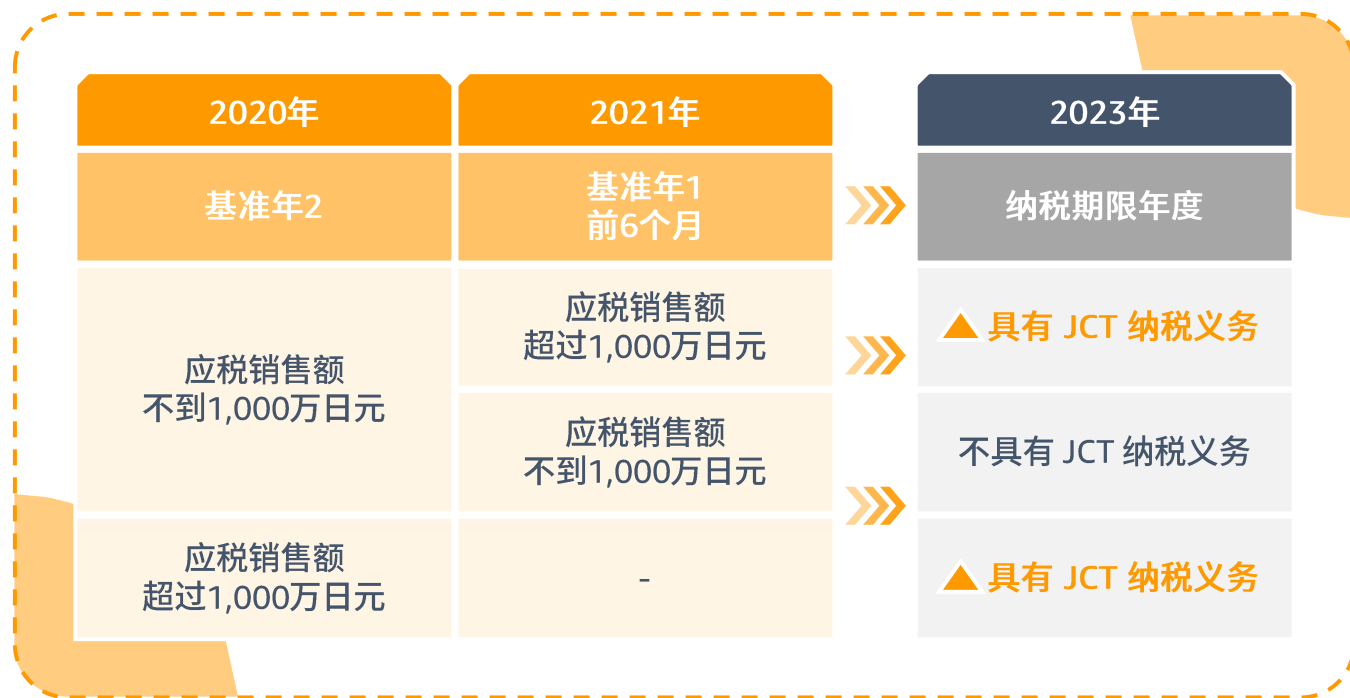 2020年
2021年
2023年
基准年2
基准年1
前6个月
纳税期限年度
应税销售额
不到1,000万日元
应税销售额
超过1,000万日元
具有 JCT 纳税义务
应税销售额
不到1,000万日元
不具有 JCT 纳税义务
应税销售额
超过1,000万日元
-
具有 JCT 纳税义务